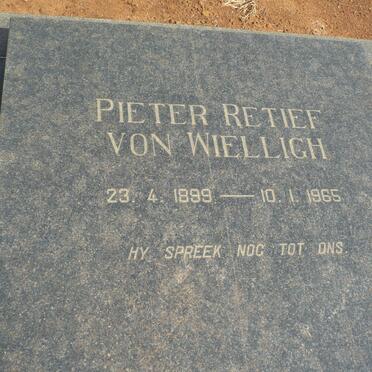 PIETER RETIEF
VON WIELLIGH
23. 4. 1899 — 10. 1. 1965
HY SPREEK NOG TOT ONS.